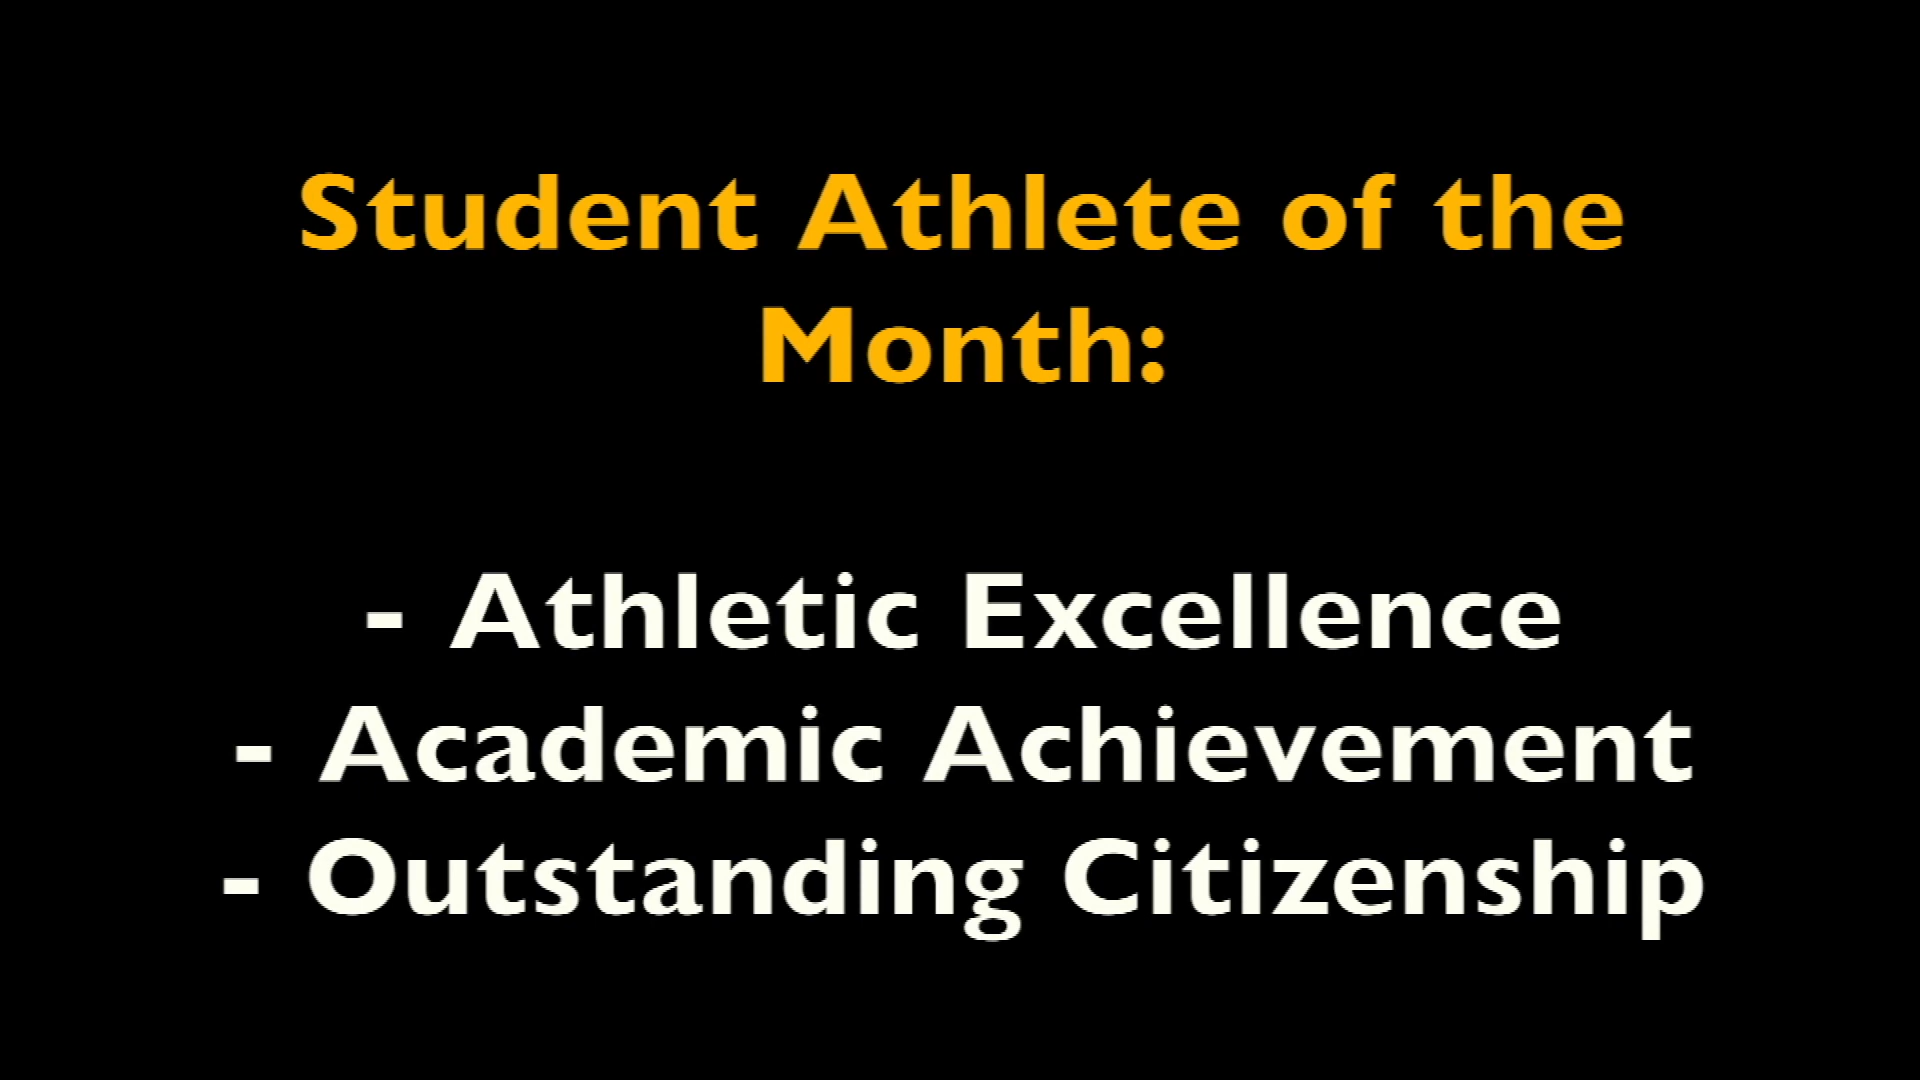 Student Athlete of the
Month:
- Athletic Excellence
- Academic Achievement
- Outstanding Citizenship